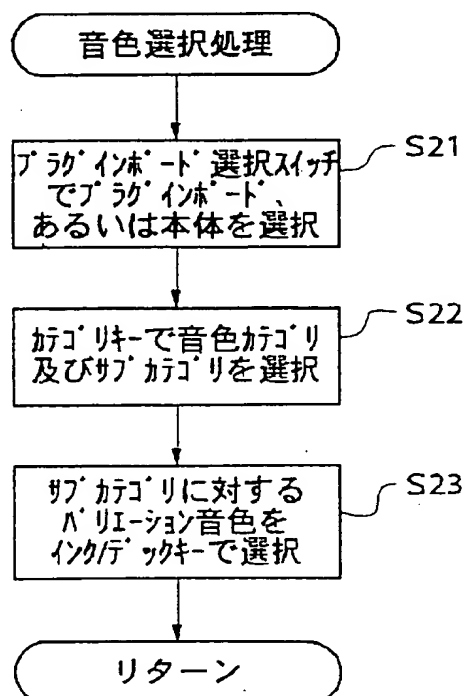 音色選択処理
S21
プラグインボード選択スイッチ
でプラグインボード、
あるいは本体を選択
S22
カテゴリキーで音色カテゴリ
及びサブカテゴリを選択
S23
サブカテゴリに対する
バリエーション音色を
インク/デックキーで選択
リターン